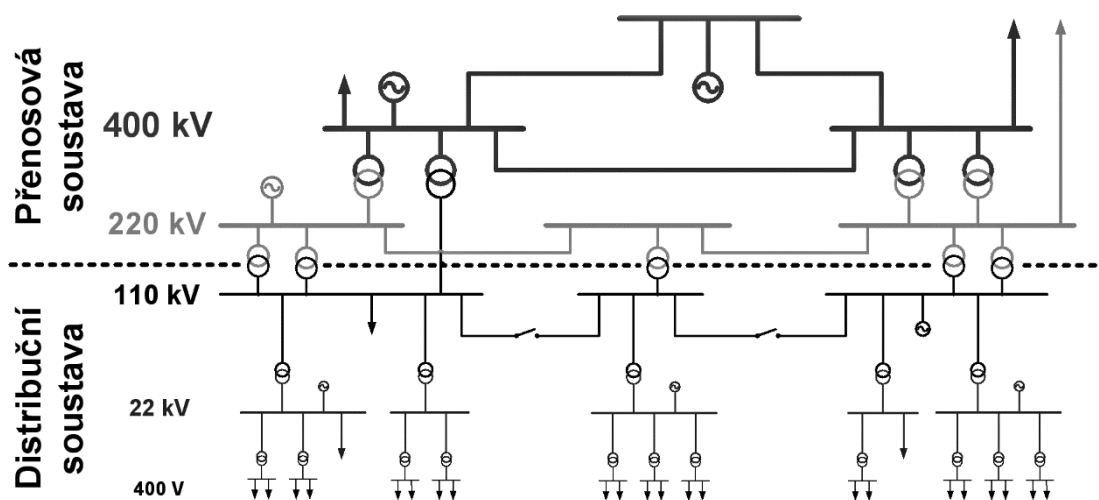 Přenosová
soustava
400 kV
220 kV
110 kV
Distribuční
soustava
22 kV
400 V